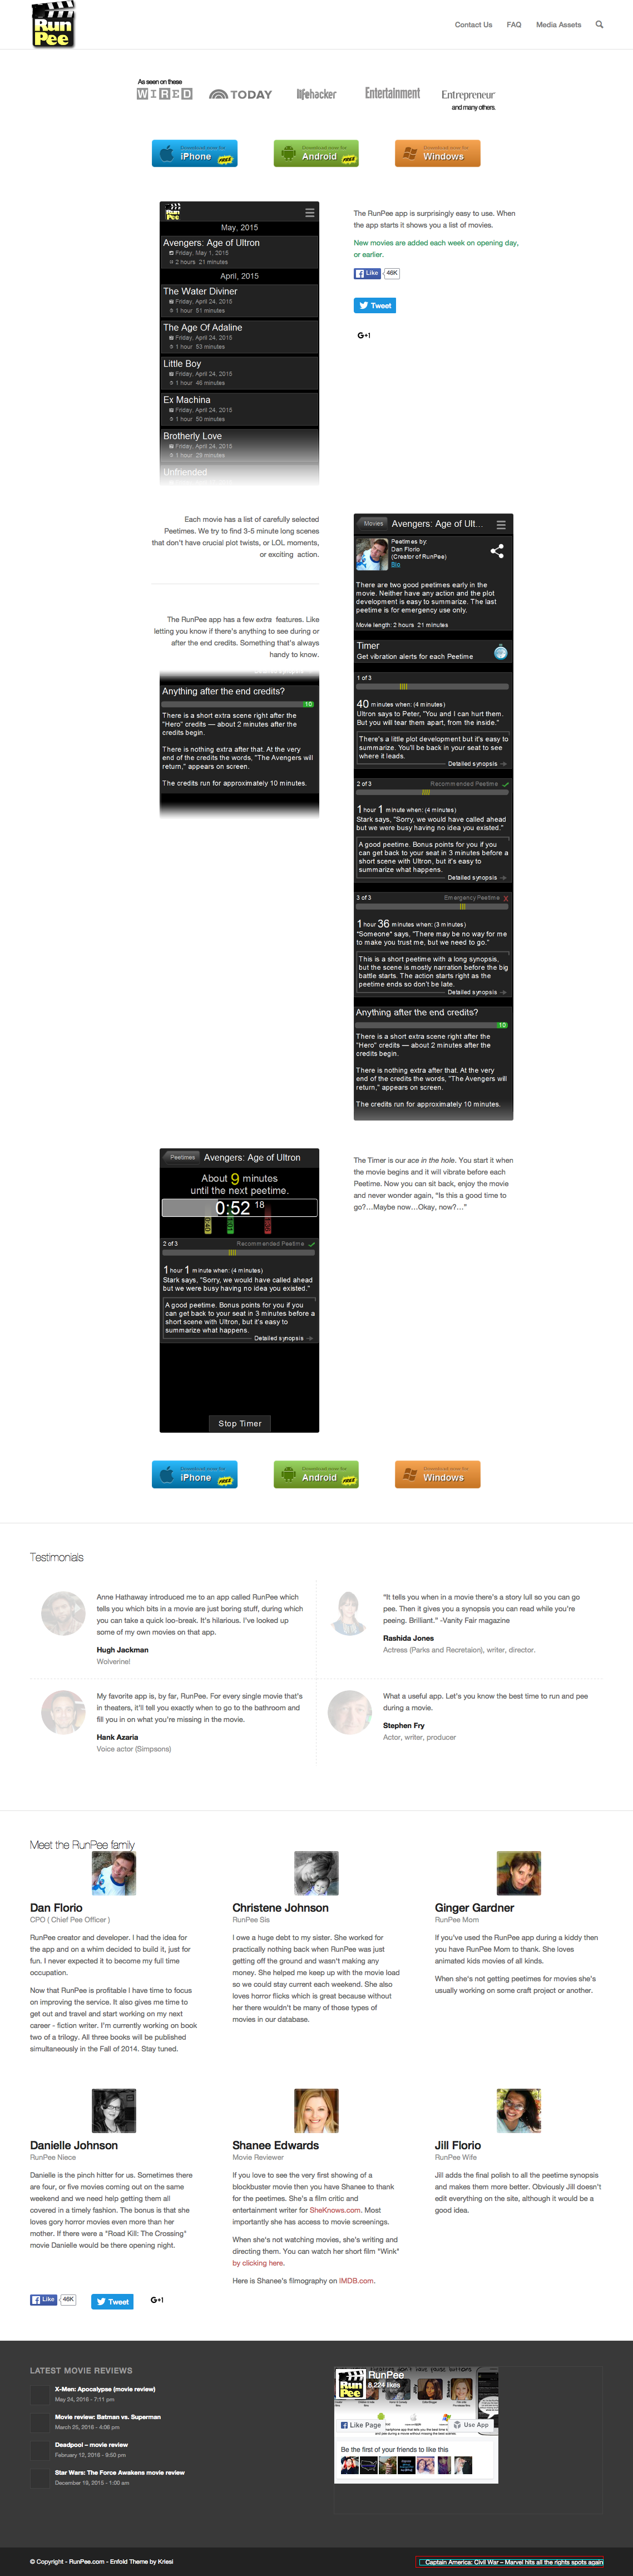 Run
Pee
Contact Us
FAQ
Media Assets
As seen on these
WIRED
TODAY
lifehacker
Entertainment
Entrepreneur
and many others.
iPhone
FREE
Android
FREE
Windows
Run
Pee
May, 2015
Avengers: Age of Ultron
Friday, May 1, 2015
2 hours 21 minutes
April, 2015
The Water Diviner
Friday, April 24, 2015
1 hour 51 minutes
The Age Of Adaline
Friday, April 24, 2015
1 hour 53 minutes
Little Boy
Friday, April 24, 2015
1 hour 46 minutes
Ex Machina
Friday, April 24, 2015
1 hour 50 minutes
Brotherly Love
Friday, April 24, 2015
1 hour 29 minutes
Unfriended
The RunPee app is surprisingly easy to use. When
the app starts it shows you a list of movies.
New movies are added each week on opening day,
or earlier.
Like
46K
Tweet
G+1
Each movie has a list of carefully selected
Peetimes. We try to find 3-5 minute long scenes
that don't have crucial plot twists, or LOL moments,
or exciting action.
The RunPee app has a few extra features. Like
letting you know if there's anything to see during or
after the end credits. Something that's always
handy to know.
Anything after the end credits?
10
There is a short extra scene right after the
"Hero" credits — about 2 minutes after the
credits begin.
There is nothing extra after that. At the very
end of the credits the words, "The Avengers will
return," appears on screen.
The credits run for approximately 10 minutes.
Movies
Avengers: Age of Ult...
Peetimes by:
Dan Florio
(Creator of RunPee)
Bio
There are two good peetimes early in the
movie. Neither have any action and the plot
development is easy to summarize. The last
peetime is for emergency use only.
Movie length: 2 hours 21 minutes
Timer
Get vibration alerts for each Peetime
1 of 3
40 minutes when: (4 minutes)
Ultron says to Peter, "You and I can hurt them.
But you will tear them apart, from the inside."
There's a little plot development but it's easy to
summarize. You'll be back in your seat to see
where it leads.
Detailed synopsis
2 of 3
Recommended Peetime
1 hour 1 minute when: (4 minutes)
Stark says, "Sorry, we would have called ahead
but we were busy having no idea you existed."
A good peetime. Bonus points for you if you
can get back to your seat in 3 minutes before a
short scene with Ultron, but it's easy to
summarize what happens.
Detailed synopsis
3 of 3
Emergency Peetime X
1 hour 36 minutes when: (3 minutes)
"Someone" says, "There may be no way for me
to make you trust me, but we need to go."
This is a short peetime with a long synopsis,
but the scene is mostly narration before the big
battle starts. The action starts right as the
peetime ends so don't be late.
Detailed synopsis
Anything after the end credits?
10
There is a short extra scene right after the
"Hero" credits — about 2 minutes after the
credits begin.
There is nothing extra after that. At the very
end of the credits the words, "The Avengers will
return," appears on screen.
The credits run for approximately 10 minutes.
Peetimes
Avengers: Age of Ultron
About 9 minutes
until the next peetime.
0:52 18
2 of 3
Recommended Peetime
1 hour 1 minute when: (4 minutes)
Stark says, "Sorry, we would have called ahead
but we were busy having no idea you existed."
A good peetime. Bonus points for you if you
can get back to your seat in 3 minutes before a
short scene with Ultron, but it's easy to
summarize what happens.
Detailed synopsis
Stop Timer
The Timer is our ace in the hole. You start it when
the movie begins and it will vibrate before each
Peetime. Now you can sit back, enjoy the movie
and never wonder again, "Is this a good time to
go?...Maybe now...Okay, now?..."
iPhone
FREE
Android
FREE
Windows
Testimonials
Anne Hathaway introduced me to an app called RunPee which
tells you which bits in a movie are just boring stuff, during which
you can take a quick loo-break. It's hilarious. I've looked up
some of my own movies on that app.
Hugh Jackman
Wolverine!
"It tells you when in a movie there's a story lull so you can go
pee. Then it gives you a synopsis you can read while you're
peeing. Brilliant." -Vanity Fair magazine
Rashida Jones
Actress (Parks and Recretaion), writer, director.
My favorite app is, by far, RunPee. For every single movie that's
in theaters, it'll tell you exactly when to go to the bathroom and
fill you in on what you're missing in the movie.
Hank Azaria
Voice actor (Simpsons)
What a useful app. Let's you know the best time to run and pee
during a movie.
Stephen Fry
Actor, writer, producer
Meet the RunPee family
Dan Florio
CPO ( Chief Pee Officer )
RunPee creator and developer. I had the idea for
the app and on a whim decided to build it, just for
fun. I never expected it to become my full time
occupation.
Now that RunPee is profitable I have time to focus
on improving the service. It also gives me time to
get out and travel and start working on my next
career - fiction writer. I'm currently working on book
two of a trilogy. All three books will be published
simultaneously in the Fall of 2014. Stay tuned.
Christene Johnson
RunPee Sis
I owe a huge debt to my sister. She worked for
practically nothing back when RunPee was just
getting off the ground and wasn't making any
money. She helped me keep up with the movie load
so we could stay current each weekend. She also
loves horror flicks which is great because without
her there wouldn't be many of those types of
movies in our database.
Ginger Gardner
RunPee Mom
If you've used the RunPee app during a kiddy then
you have RunPee Mom to thank. She loves
animated kids movies of all kinds.
When she's not getting peetimes for movies she's
usually working on some craft project or another.
Danielle Johnson
RunPee Niece
Danielle is the pinch hitter for us. Sometimes there
are four, or five movies coming out on the same
weekend and we need help getting them all
covered in a timely fashion. The bonus is that she
loves gory horror movies even more than her
mother. If there were a "Road Kill: The Crossing"
movie Danielle would be there opening night.
Shanee Edwards
Movie Reviewer
If you love to see the very first showing of a
blockbuster movie then you have Shanee to thank
for the peetimes. She's a film critic and
entertainment writer for SheKnows.com. Most
importantly she has access to movie screenings.
When she's not watching movies, she's writing and
directing them. You can watch her short film "Wink"
by clicking here.
Here is Shanee's filmography on IMDB.com.
Jill Florio
RunPee Wife
Jill adds the final polish to all the peetime synopsis
and makes them more better. Obviously Jill doesn't
edit everything on the site, although it would be a
good idea.
Like
46K
Tweet
G+1
LATEST MOVIE REVIEWS
X-Men: Apocalypse (movie review)
May 24, 2016 - 7:11 pm
Movie review: Batman vs. Superman
March 25, 2016 - 4:06 pm
Deadpool – movie review
February 12, 2016 - 9:50 pm
Star Wars: The Force Awakens movie review
December 19, 2015 - 1:00 am
Run
Pee
RunPee
8,224 likes
Like Page
Use App
Be the first of your friends to like this
© Copyright - RunPee.com - Enfold Theme by Kriesi
Captain America: Civil War – Marvel hits all the rights spots again